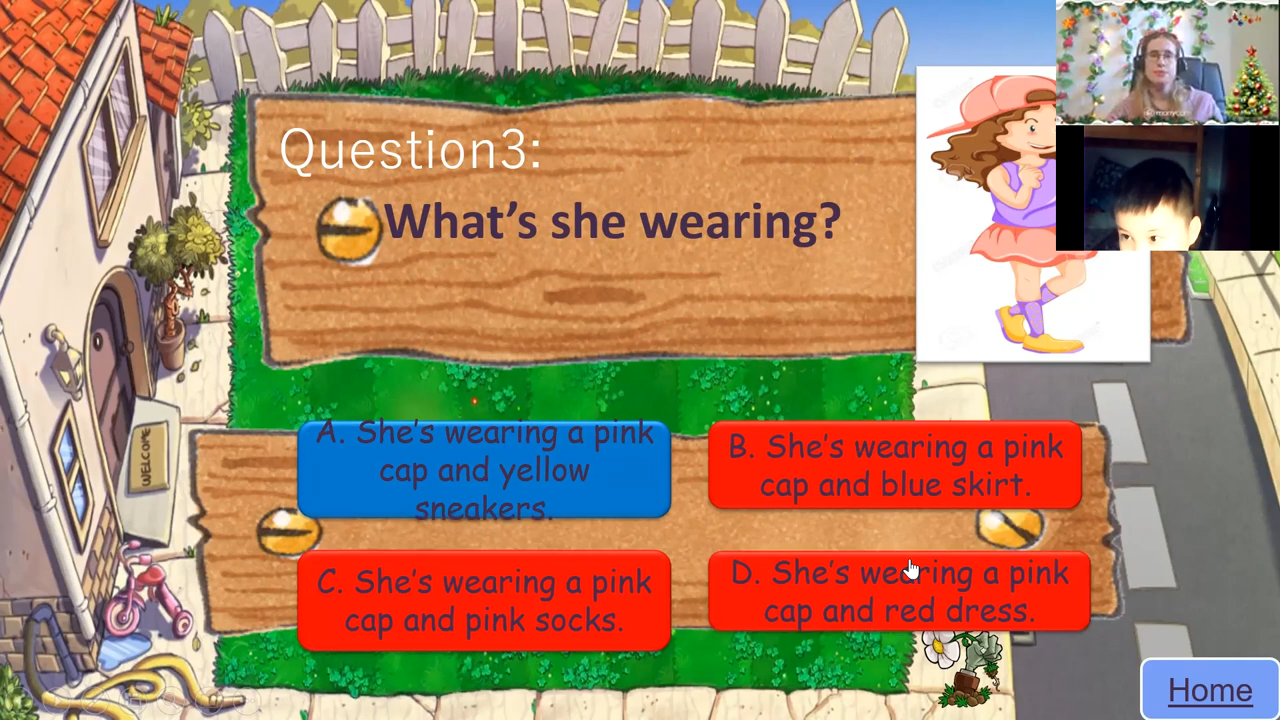 Question3:
What's she wearing?
A. She's wearing a pink
cap and yellow
sneakers.
B. She's wearing a pink
cap and blue skirt.
C. She's wearing a pink
cap and pink socks.
D. She's wearing a pink
cap and red dress.
WELCOME
Home